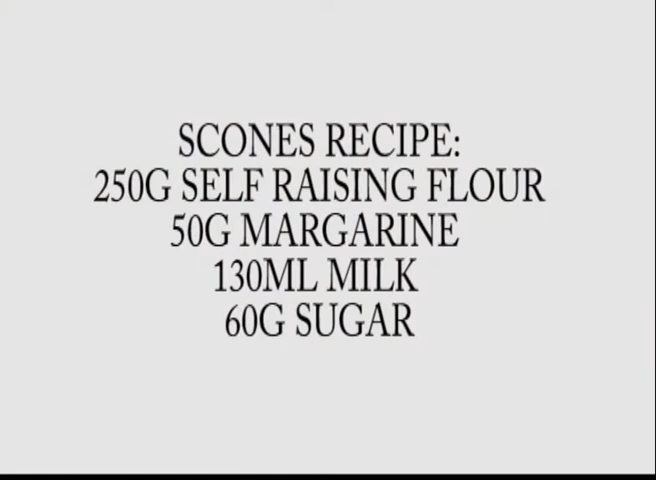 SCONES RECIPE:
250G SELF RAISING FLOUR
50G MARGARINE
130ML MILK
60G SUGAR